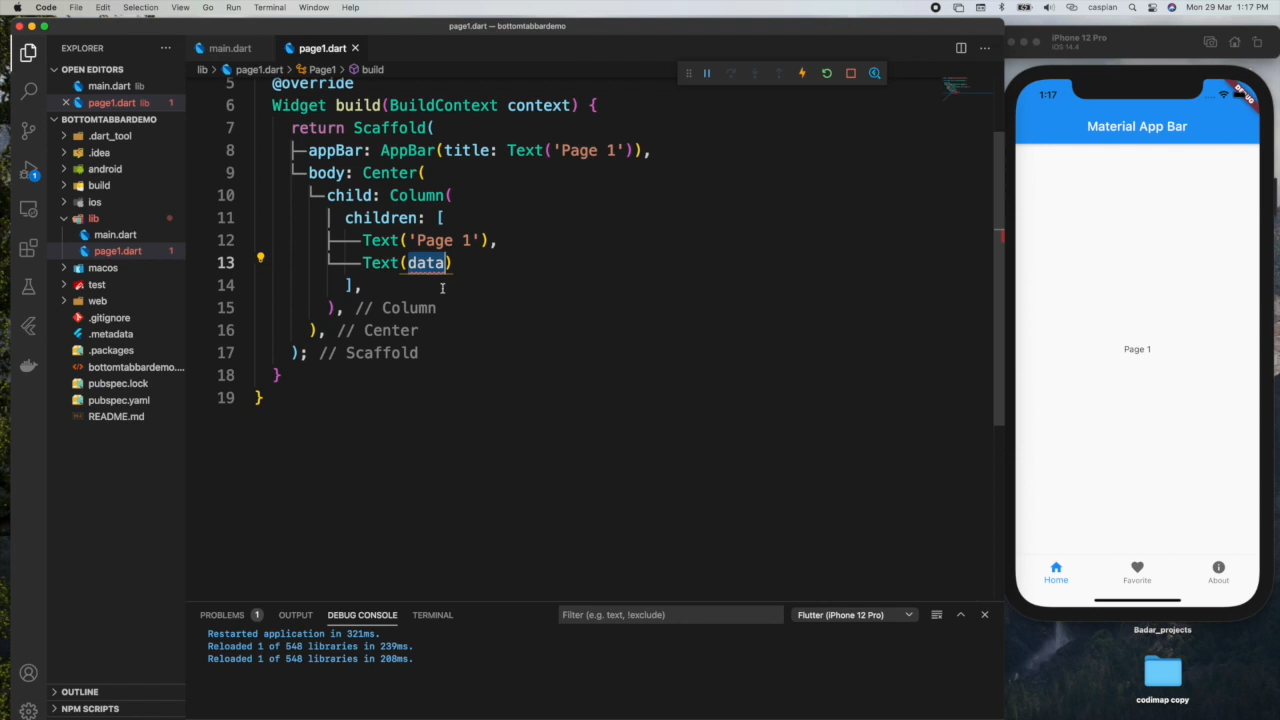 Code File Edit Selection View Go Run Terminal Window Help
caspian Mon 29 Mar 1:17 PM
page1.dart — bottomtabbardemo
EXPLORER
OPEN EDITORS
main.dart lib
page1.dart lib 1
BOTTOMTABBARDEMO
.dart_tool
.idea
android
build
ios
lib
main.dart
page1.dart 1
macos
test
web
.gitignore
.metadata
.packages
bottomtabbardemo....
pubspec.lock
pubspec.yaml
README.md
OUTLINE
NPM SCRIPTS
1
main.dart page1.dart
lib > page1.dart > Page1 > build
5 @override
6 Widget build(BuildContext context) {
7 return Scaffold(
8 appBar: AppBar(title: Text('Page 1')),
9 body: Center(
10 child: Column(
11 children: [
12 Text('Page 1'),
13 Text(data)
14 ],
15 ), // Column
16 ), // Center
17 ); // Scaffold
18 }
19 }
PROBLEMS 1 OUTPUT DEBUG CONSOLE TERMINAL
Filter (e.g. text, !exclude)
Flutter (iPhone 12 Pro)
Restarted application in 321ms.
Reloaded 1 of 548 libraries in 239ms.
Reloaded 1 of 548 libraries in 208ms.
iPhone 12 Pro
iOS 14.4
1:17
DEBUG
Material App Bar
Page 1
Home Favorite About
Badar_projects
codimap copy